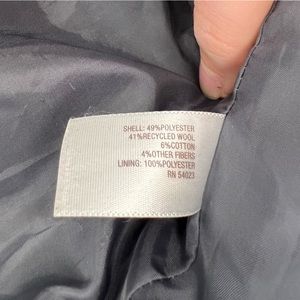 SHELL: 49%POLYESTER
41%RECYCLED WOOL
6%COTTON
4%OTHER FIBERS
LINING: 100%POLYESTER
RN 54023